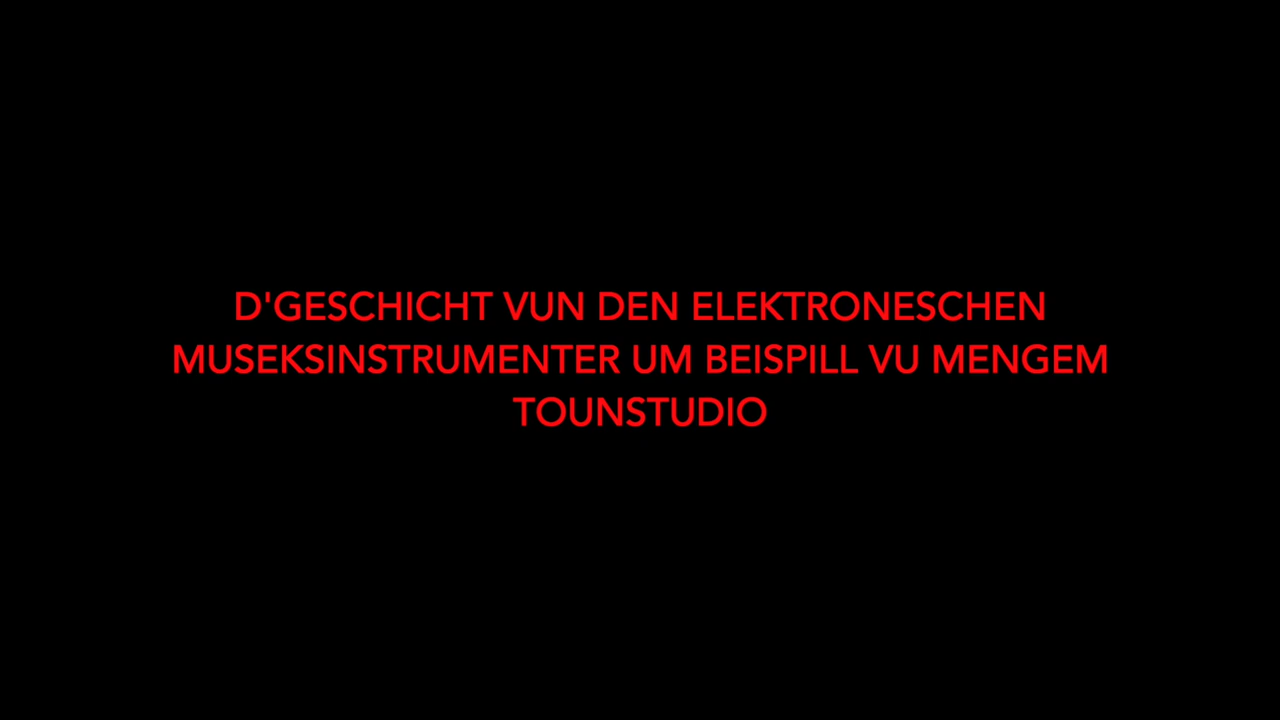 D'GESCHICHT VUN DEN ELEKTRONESCHEN
MUSEKSINSTRUMENTER UM BEISPILL VU MENGEM
TOUNSTUDIO